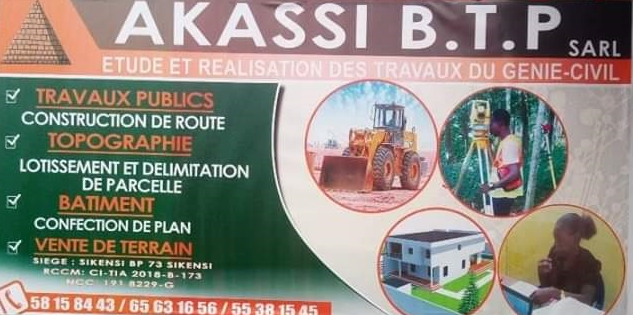 AKASSI B.T.P SARL
ETUDE ET REALISATION DES TRAVAUX DU GENIE-CIVIL
TRAVAUX PUBLICS
CONSTRUCTION DE ROUTE
TOPOGRAPHIE
LOTISSEMENT ET DELIMITATION
DE PARCELLE
BATIMENT
CONFECTION DE PLAN
VENTE DE TERRAIN
SIEGE : SIKENSI BP 73 SIKENSI
RCCM: CI-TIA 2018-B-173
NCC: 191 8229-G
58 15 84 43 / 65 63 16 56 / 55 38 15 45